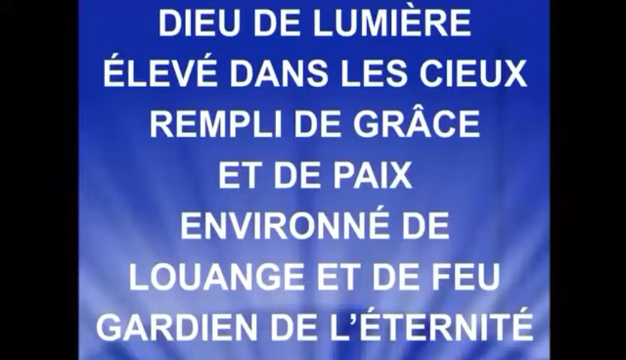 DIEU DE LUMIÈRE
ÉLEVÉ DANS LES CIEUX
REMPLI DE GRÂCE
ET DE PAIX
ENVIRONNÉ DE
LOUANGE ET DE FEU
GARDIEN DE L’ÉTERNITÉ